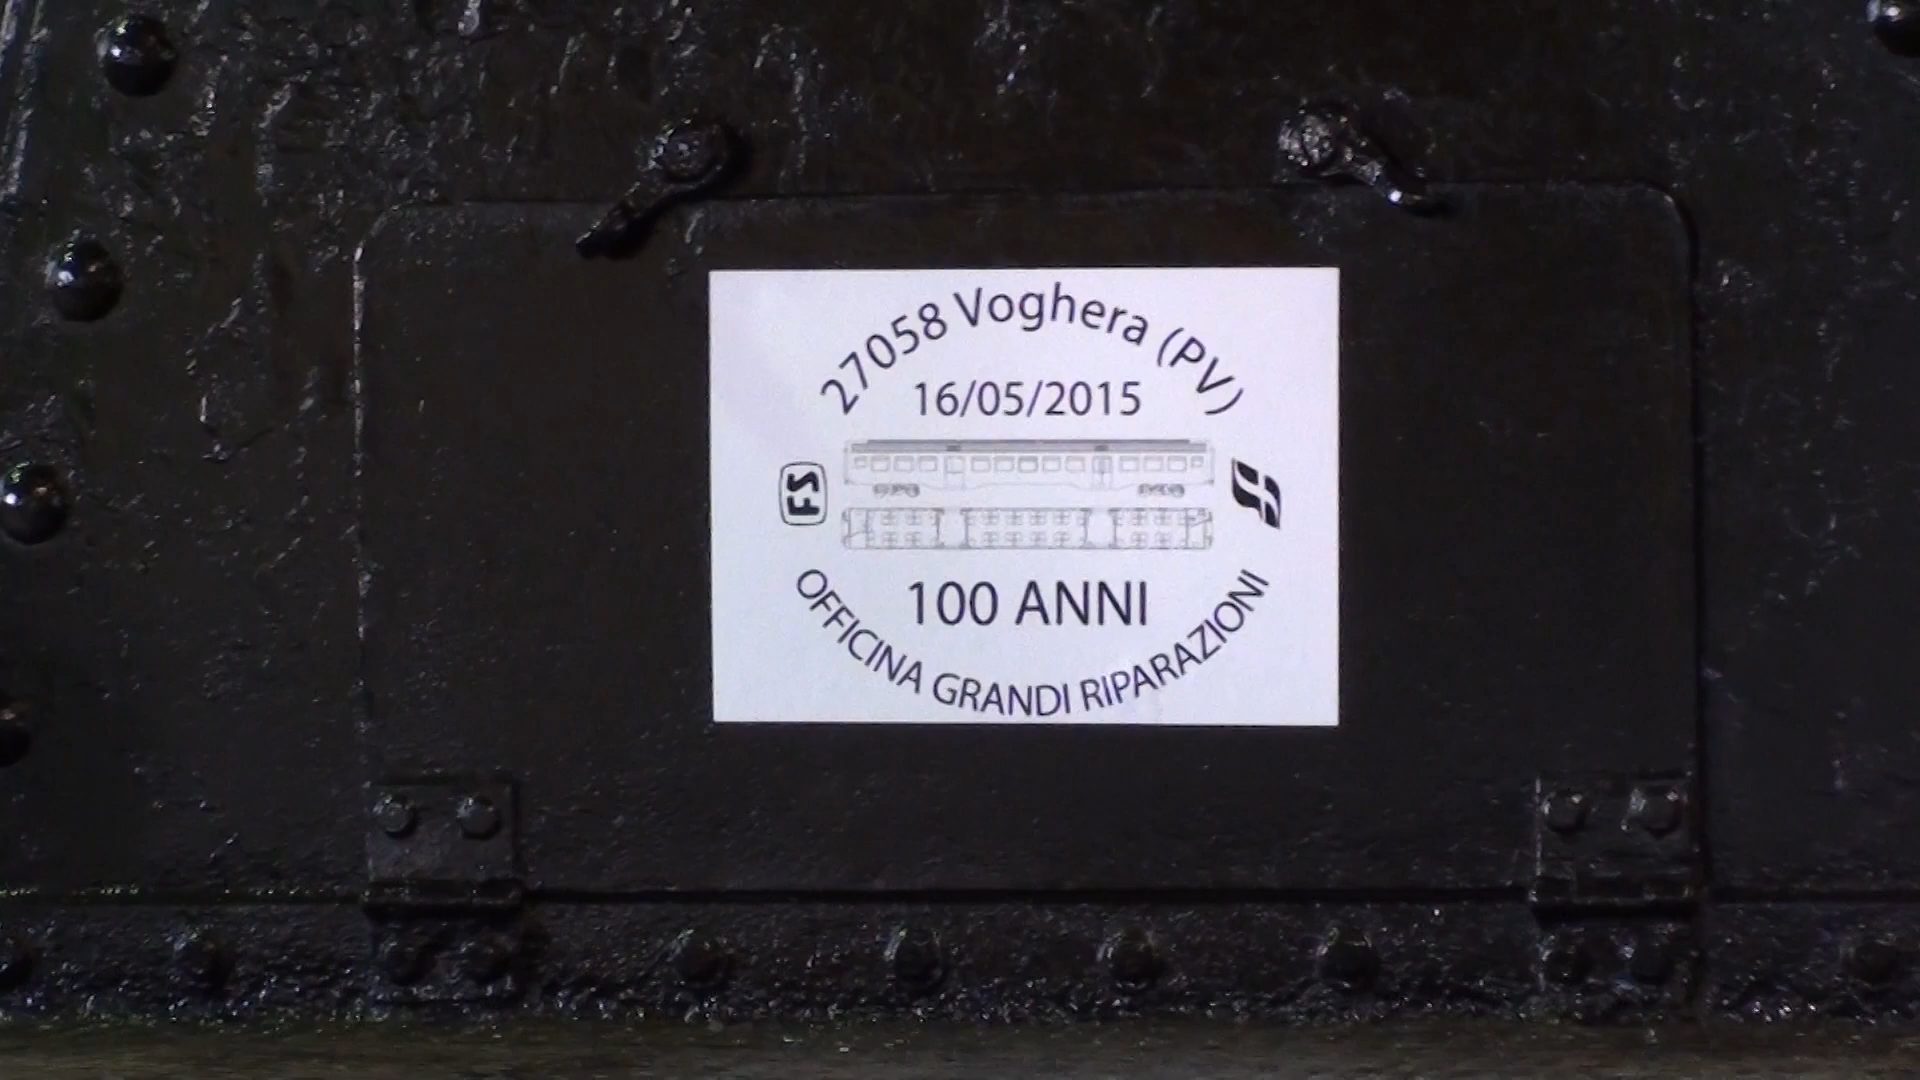 27058 Voghera (PV)
16/05/2015
FS
100 ANNI
OFFICINA GRANDI RIPARAZIONI